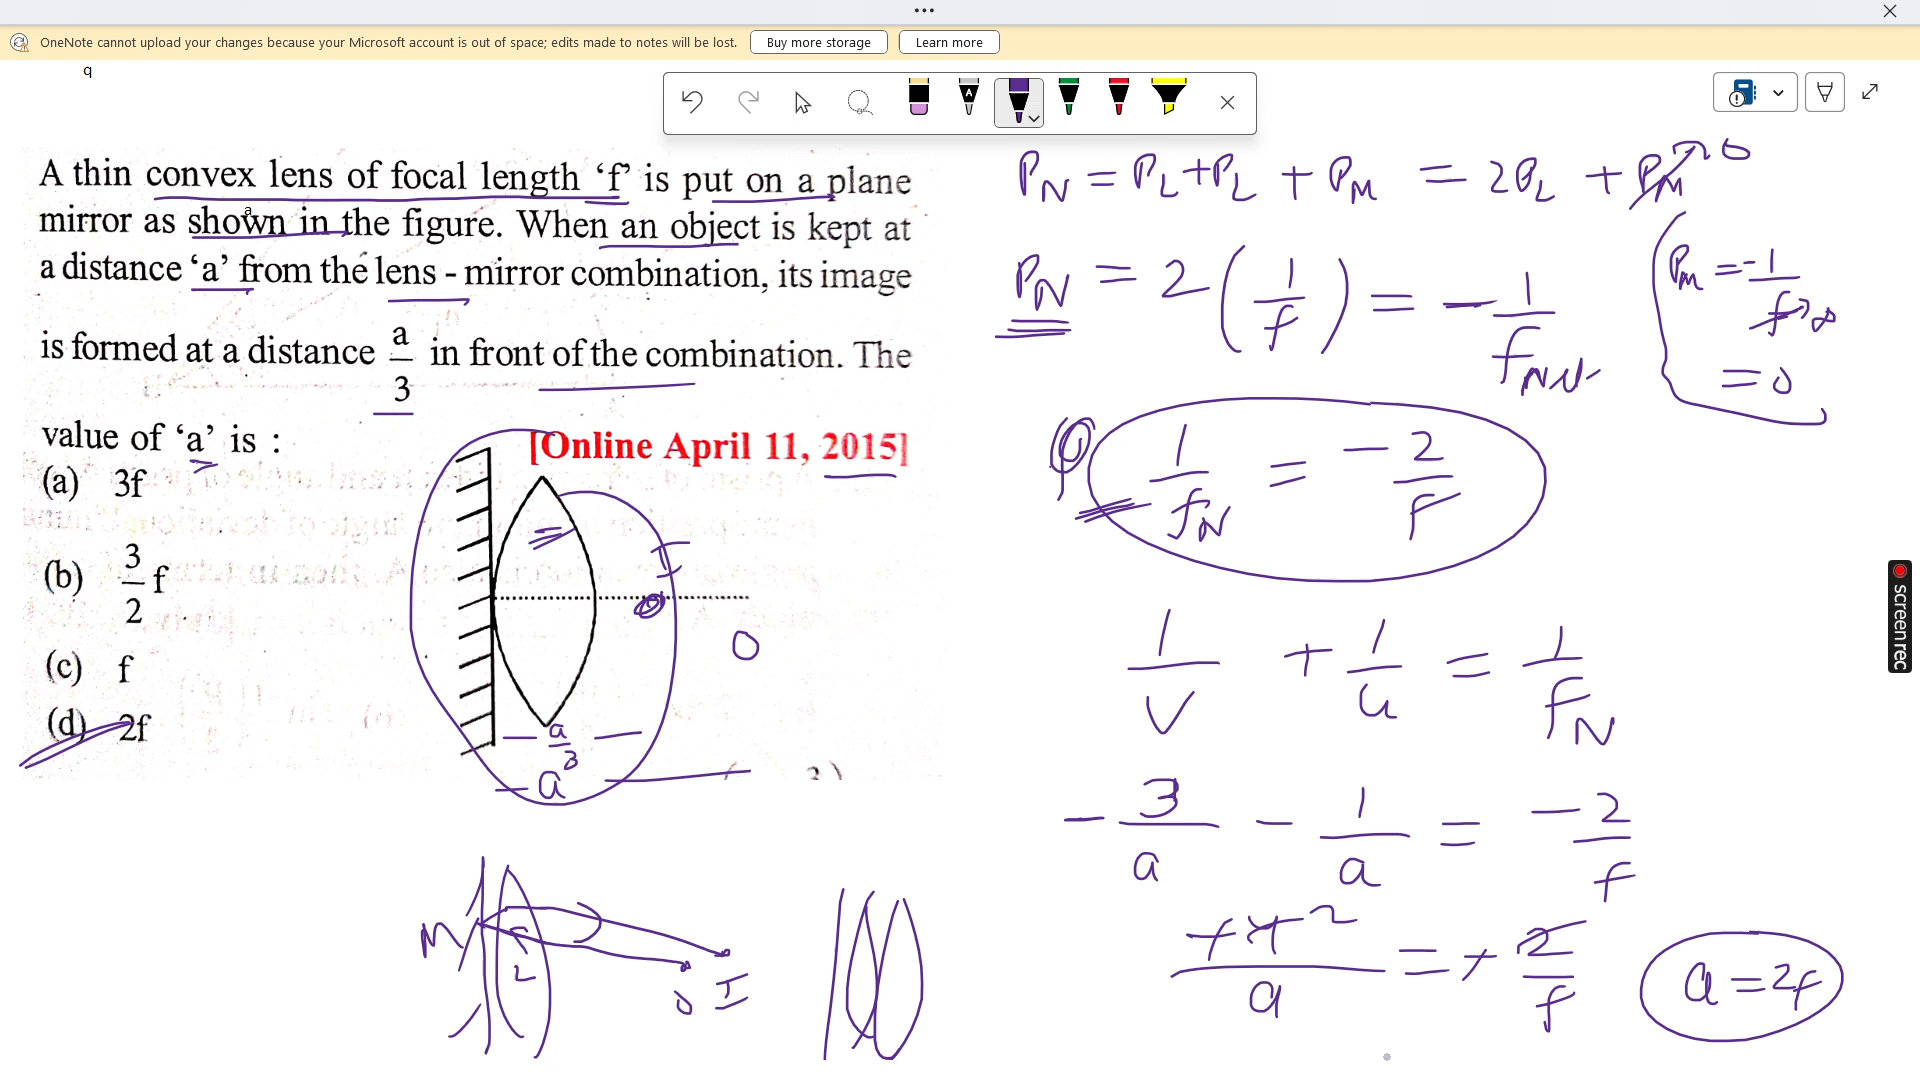 OneNote cannot upload your changes because your Microsoft account is out of space; edits made to notes will be lost. Buy more storage Learn more
q
A thin convex lens of focal length ‘f’ is put on a plane
mirror as shown in the figure. When an object is kept at
a
a distance ‘a’ from the lens - mirror combination, its image
is formed at a distance a/3 in front of the combination. The
value of ‘a’ is :
[Online April 11, 2015]
(a) 3f
(b) 3/2 f
(c) f
(d) 2f
I
O
- a/3 -
- a -
M
L
O I
P_N = P_L + P_L + P_M = 2P_L + P_M 0
P_N = 2 (1/f) = - 1/f_N
P_M = -1/f ∞
= 0
1/f_N = -2/F
1/v + 1/u = 1/f_N
- 3/a - 1/a = -2/f
+4 2/a = + 2/f
a = 2f
screenrec